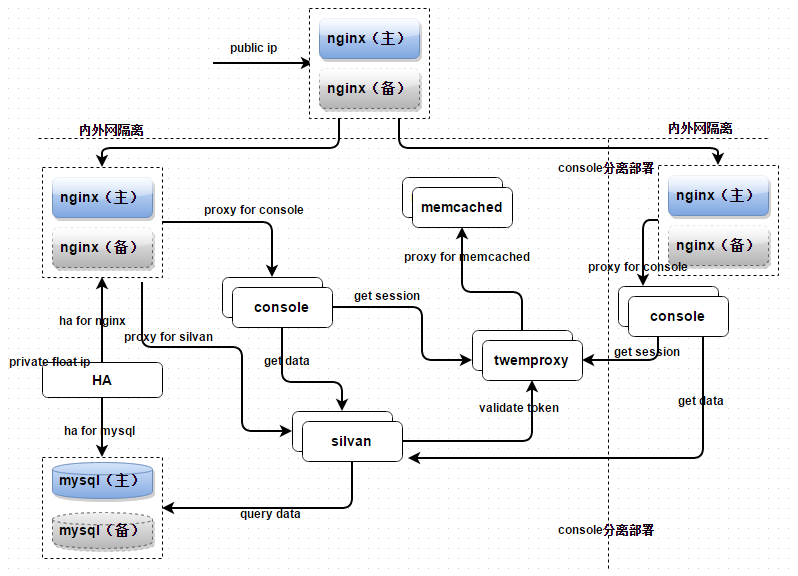 nginx（主）
public ip
nginx（备）
内外网隔离
内外网隔离
console分离部署
nginx（主）
memcached
nginx（主）
proxy for console
nginx（备）
nginx（备）
proxy for memcached
proxy for console
get session
console
console
ha for nginx
proxy for silvan
get session
private float ip
get data
twemproxy
HA
get data
validate token
ha for mysql
silvan
mysql（主）
query data
mysql（备）
console分离部署